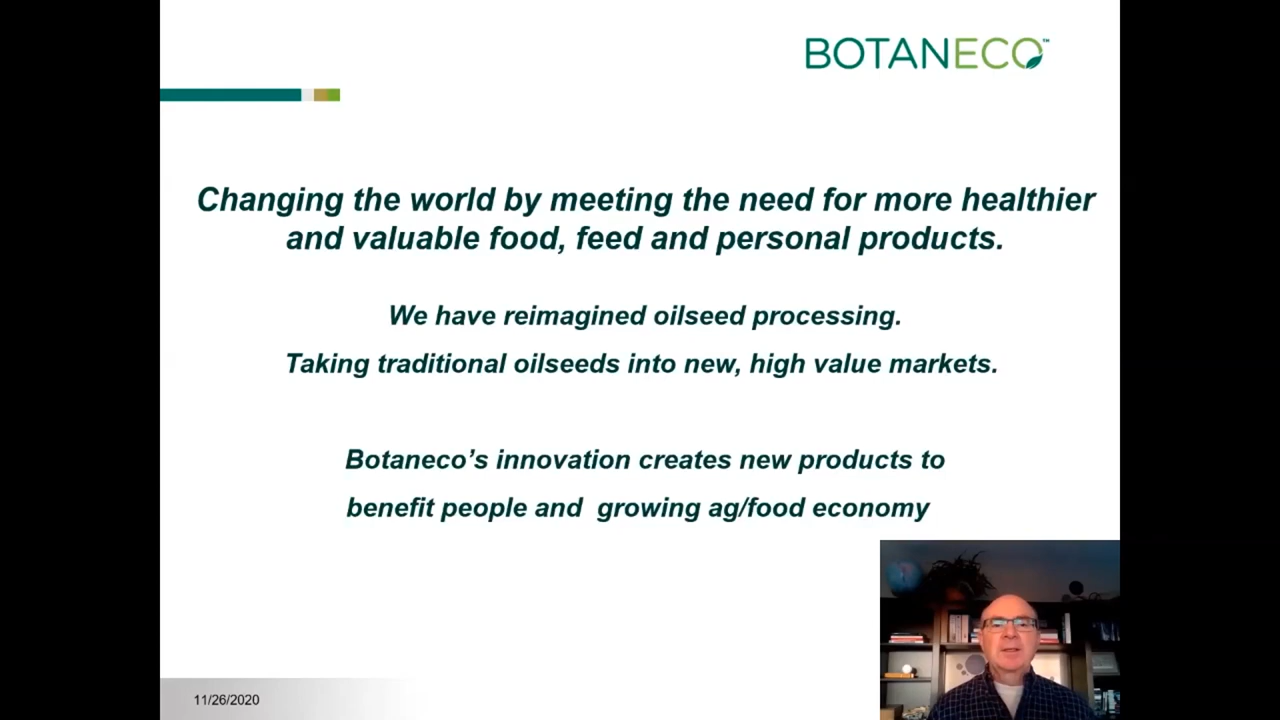 BOTANECO™
Changing the world by meeting the need for more healthier
and valuable food, feed and personal products.
We have reimagined oilseed processing.
Taking traditional oilseeds into new, high value markets.
Botaneco’s innovation creates new products to
benefit people and  growing ag/food economy
11/26/2020